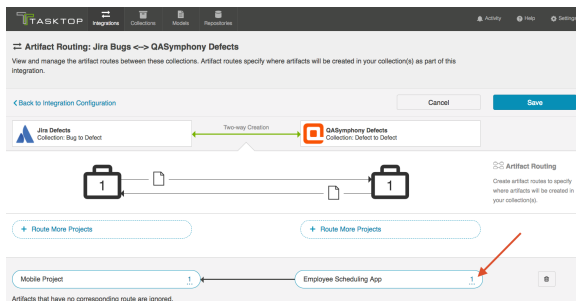 TASKTOP
Integrations
Collections
Models
Repositories
Activity
Help
Settings
Artifact Routing: Jira Bugs <--> QASymphony Defects
View and manage the artifact routes between these collections. Artifact routes specify where artifacts will be created in your collection(s) as part of this
integration.
Back to Integration Configuration
Cancel
Save
Jira Defects
Collection: Bug to Defect
Two-way Creation
QASymphony Defects
Collection: Defect to Defect
1
1
Artifact Routing
Create artifact routes to specify
where artifacts will be created in
your collection(s).
+ Route More Projects
+ Route More Projects
Mobile Project 1
Employee Scheduling App 1
Artifacts that have no corresponding route are ignored.